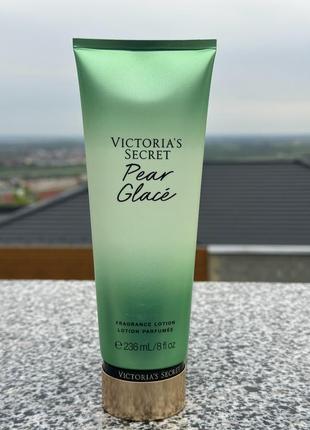 VICTORIA'S
SECRET
Pear
Glacé
FRAGRANCE LOTION
LOTION PARFUMÉE
℮ 236 mL/8 fl oz
VICTORIA'S SECRET